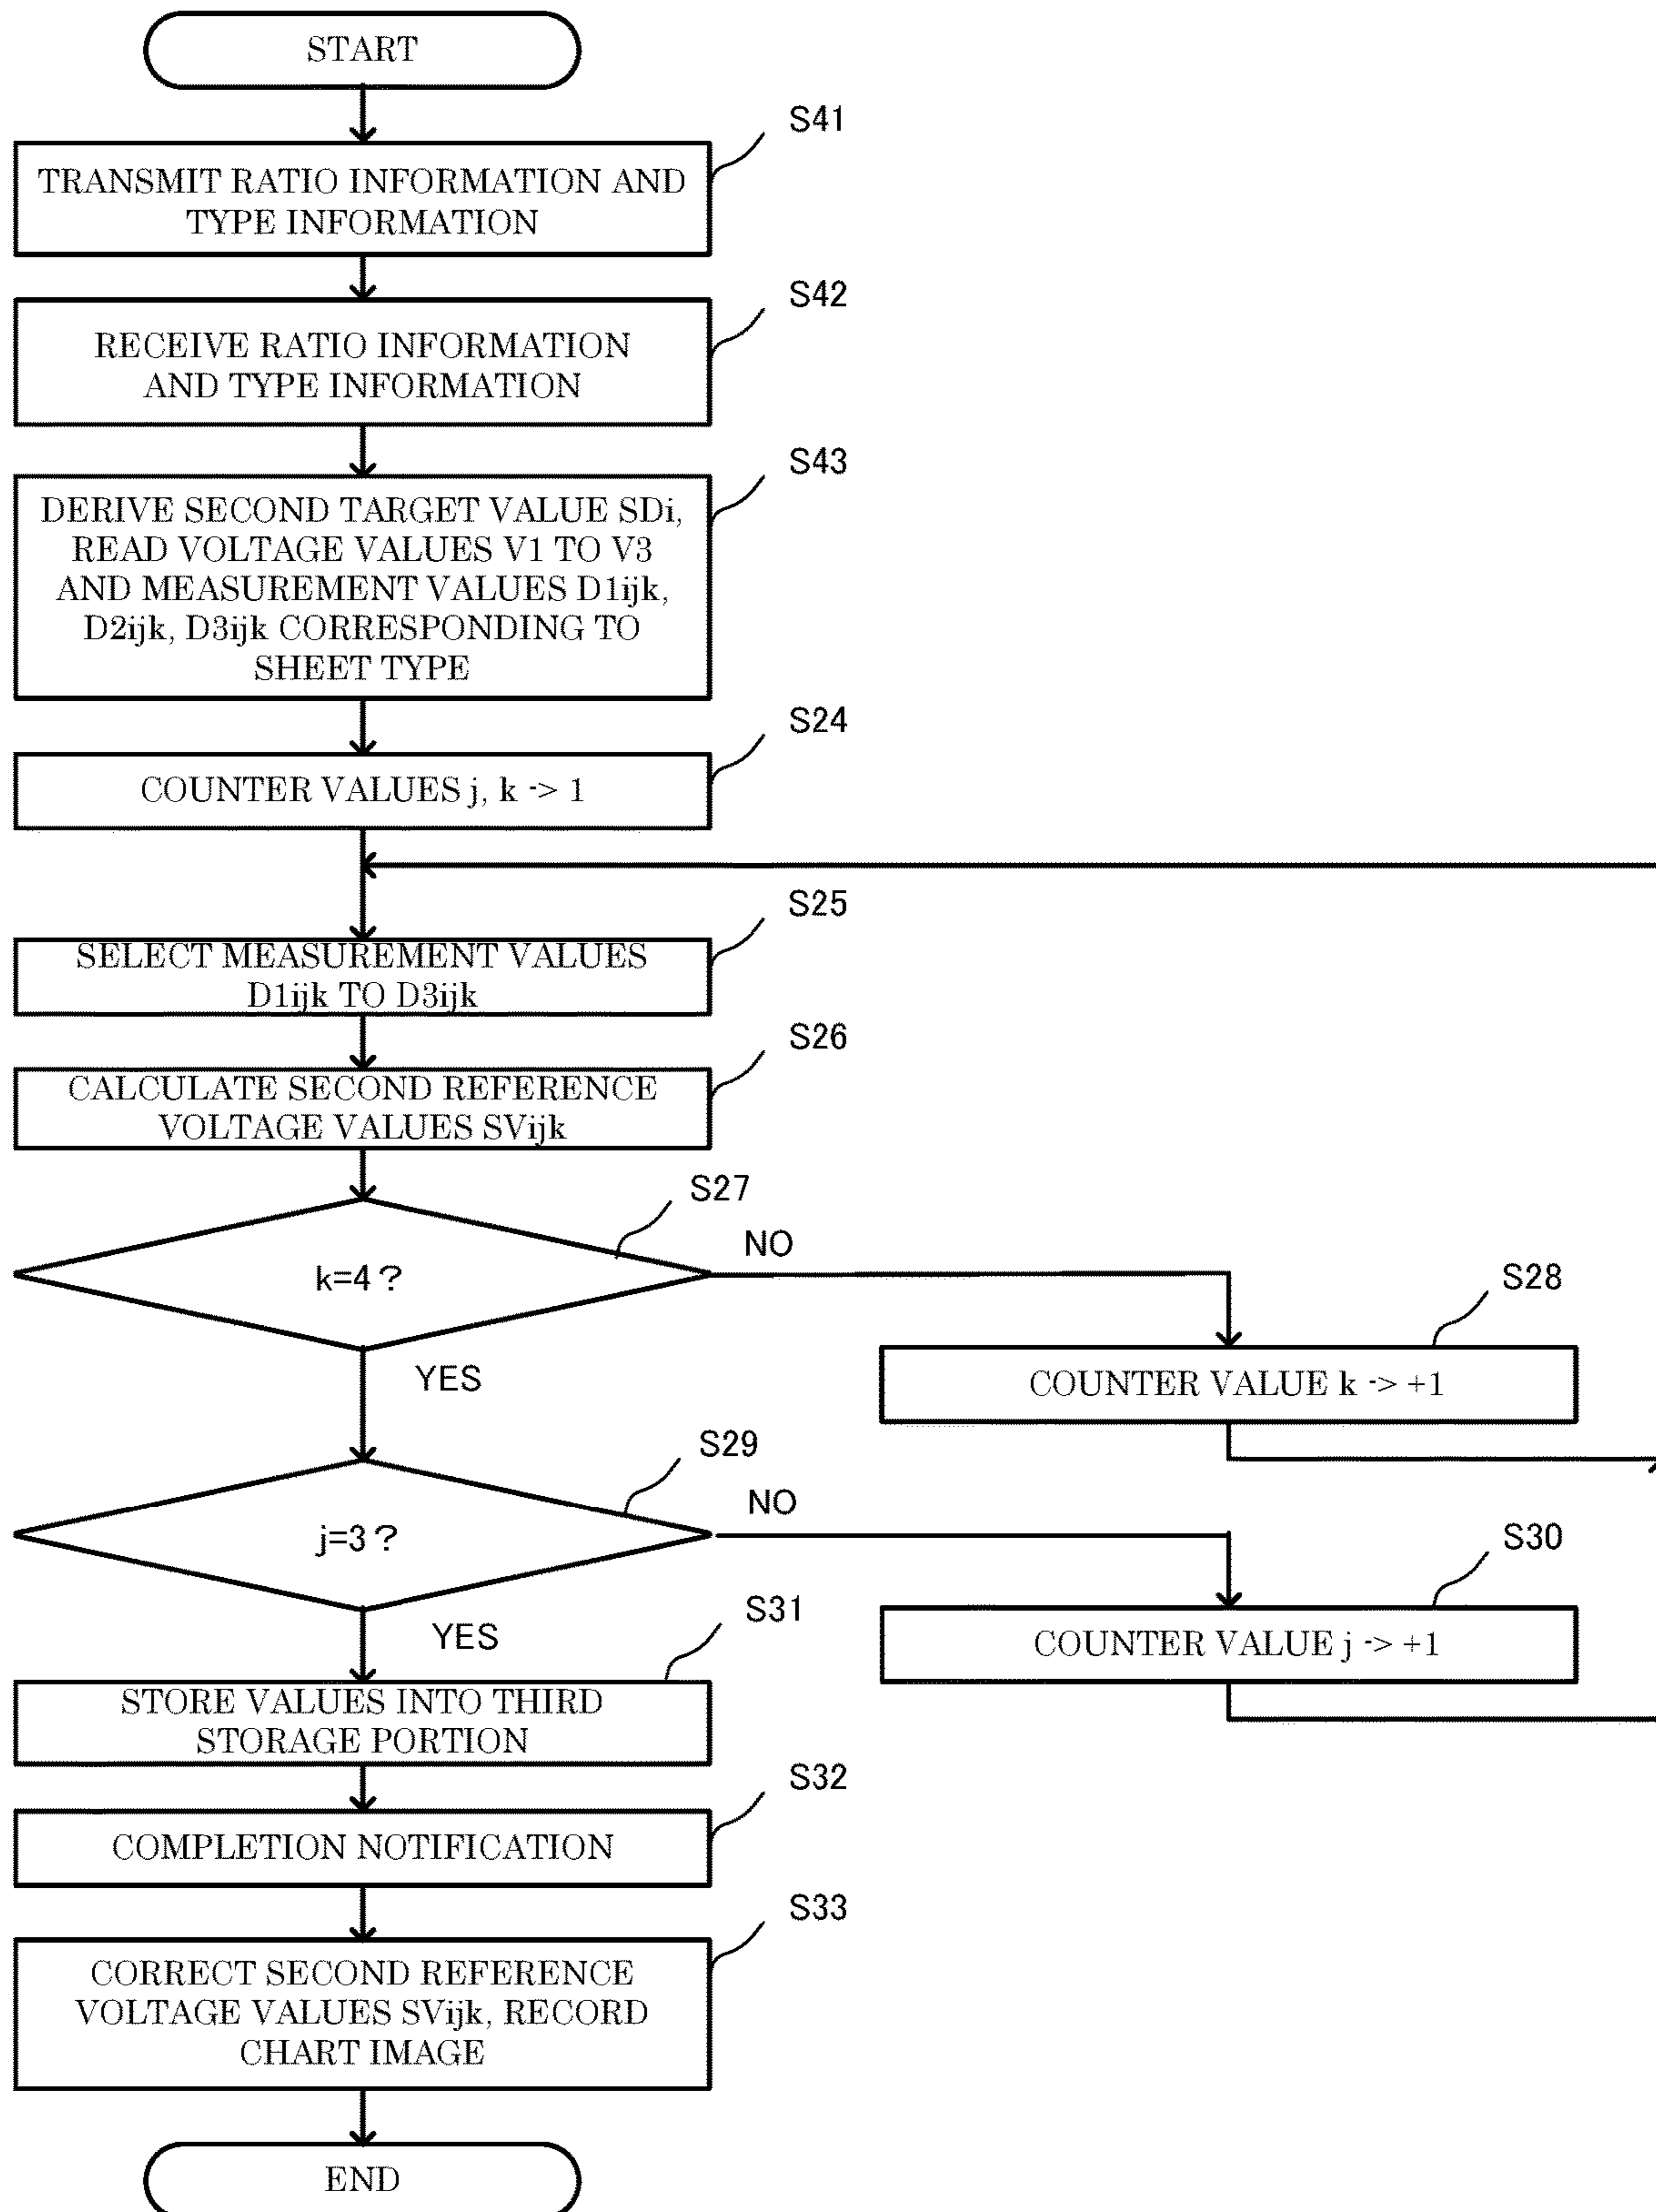 START
S41
TRANSMIT RATIO INFORMATION AND
TYPE INFORMATION
S42
RECEIVE RATIO INFORMATION
AND TYPE INFORMATION
S43
DERIVE SECOND TARGET VALUE SDi,
READ VOLTAGE VALUES V1 TO V3
AND MEASUREMENT VALUES D1ijk,
D2ijk, D3ijk CORRESPONDING TO
SHEET TYPE
S24
COUNTER VALUES j, k -> 1
S25
SELECT MEASUREMENT VALUES
D1ijk TO D3ijk
S26
CALCULATE SECOND REFERENCE
VOLTAGE VALUES SVijk
S27
k=4?
NO
YES
S28
COUNTER VALUE k -> +1
S29
j=3?
NO
YES
S30
COUNTER VALUE j -> +1
S31
STORE VALUES INTO THIRD
STORAGE PORTION
S32
COMPLETION NOTIFICATION
S33
CORRECT SECOND REFERENCE
VOLTAGE VALUES SVijk, RECORD
CHART IMAGE
END